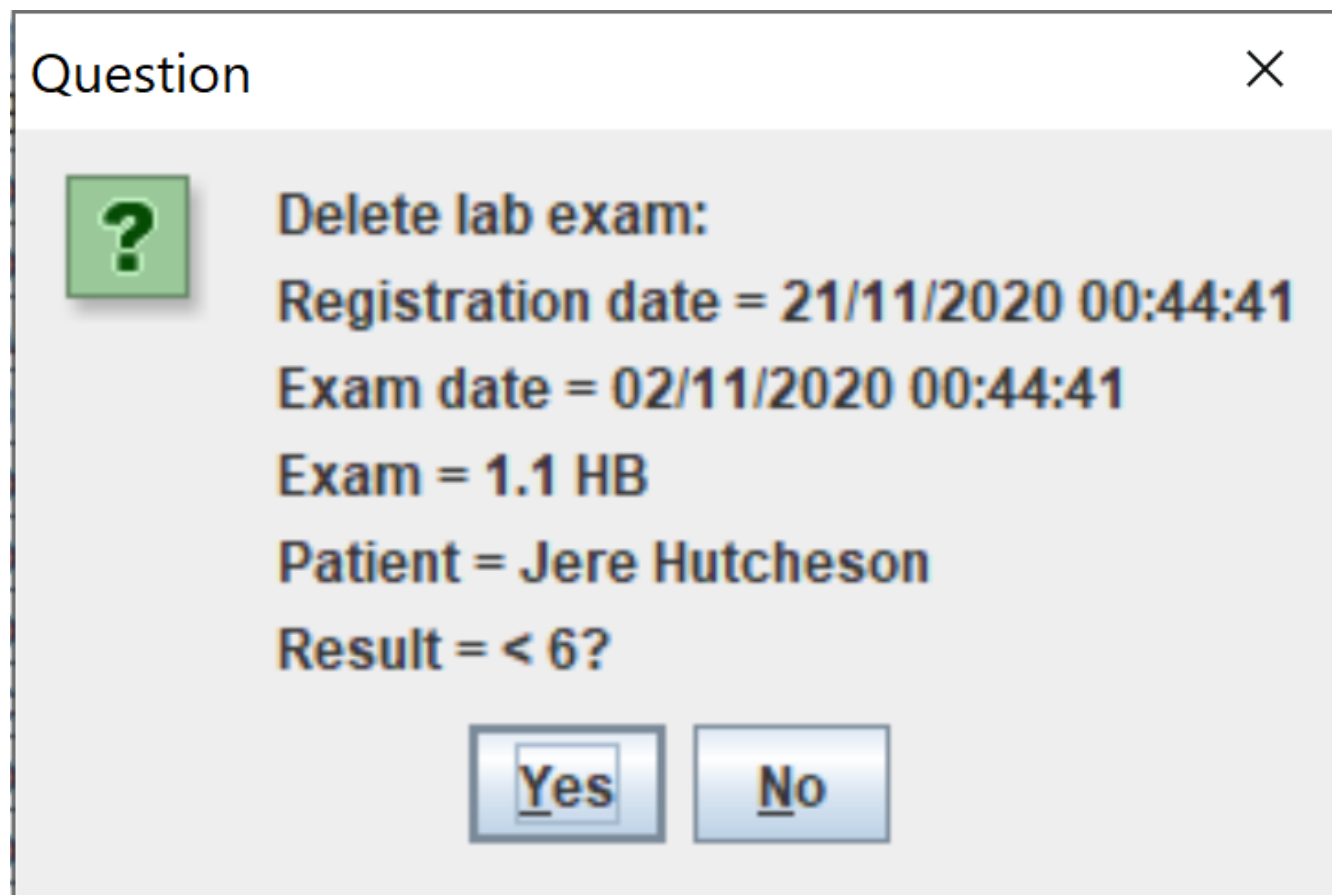 Question
?
Delete lab exam:
Registration date = 21/11/2020 00:44:41
Exam date = 02/11/2020 00:44:41
Exam = 1.1 HB
Patient = Jere Hutcheson
Result = < 6?
Yes No